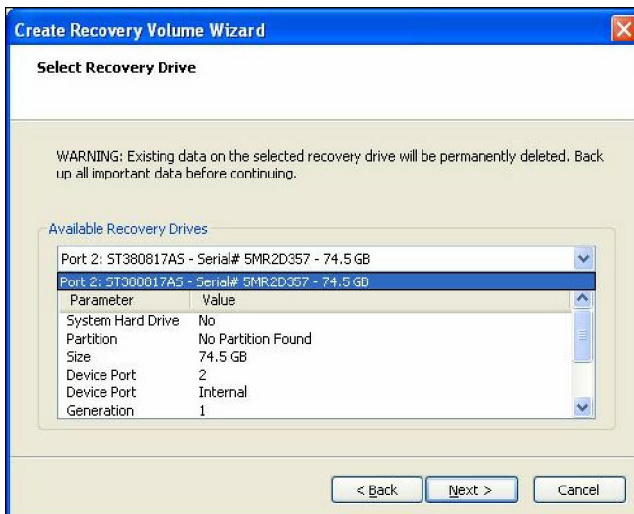 Create Recovery Volume Wizard
Select Recovery Drive
WARNING: Existing data on the selected recovery drive will be permanently deleted. Back
up all important data before continuing.
Available Recovery Drives
Port 2: ST380817AS - Serial# 5MR2D357 - 74.5 GB
Port 2: ST380817AS - Serial# 5MR2D357 - 74.5 GB
Parameter Value
System Hard Drive No
Partition No Partition Found
Size 74.5 GB
Device Port 2
Device Port Internal
Generation 1
< Back Next > Cancel